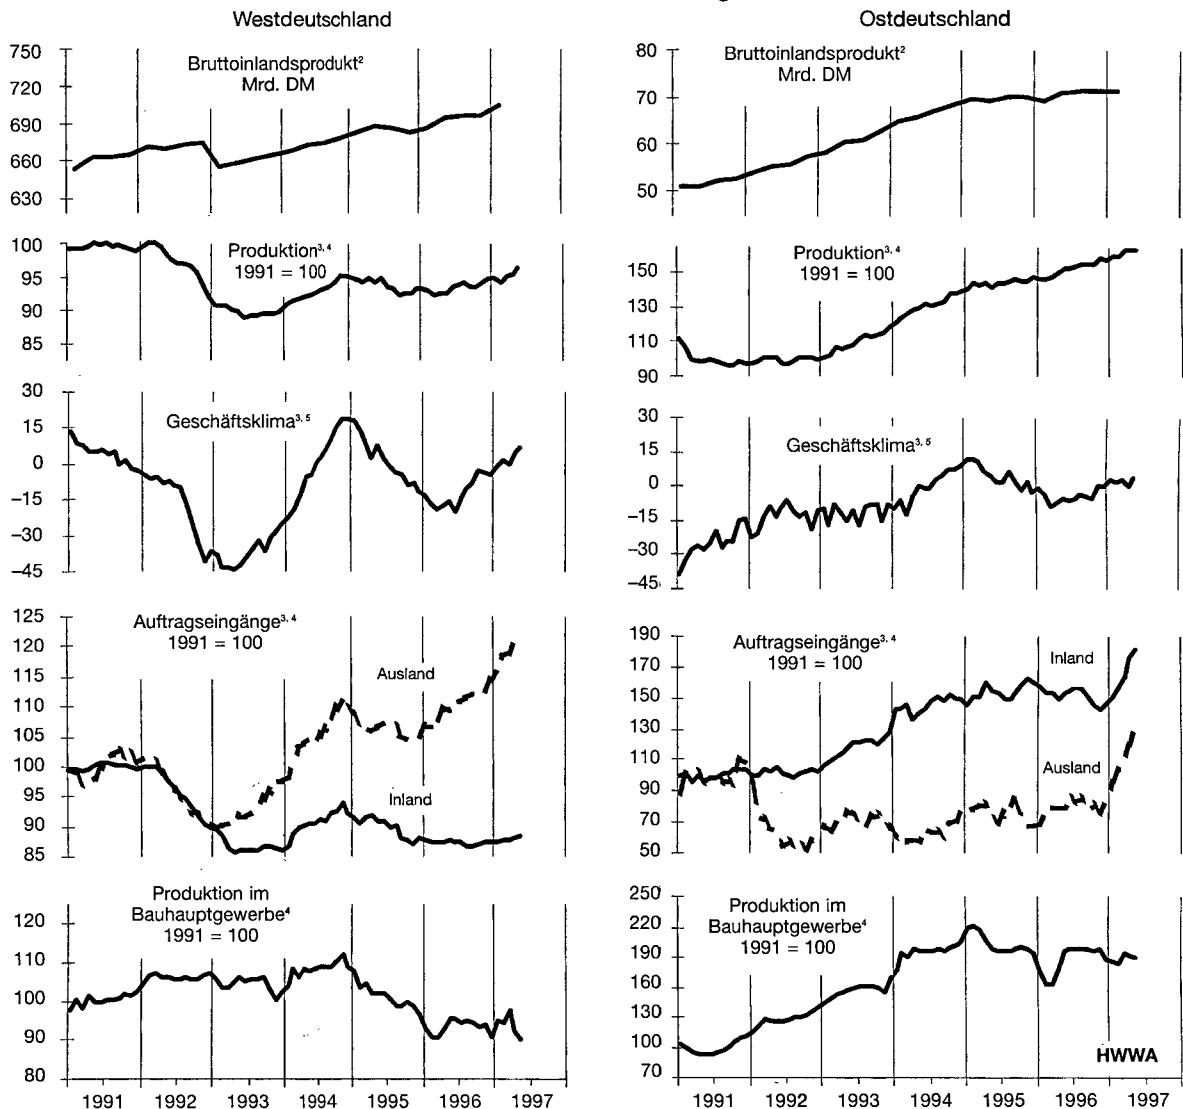 Westdeutschland
750
720
690
660
630
Bruttoinlandsprodukt²
Mrd. DM
100
95
90
85
Produktion³,⁴
1991 = 100
30
15
0
–15
–30
–45
Geschäftsklima³,⁵
125
120
115
110
105
100
95
90
85
Auftragseingänge³,⁴
1991 = 100
Ausland
Inland
120
110
100
90
80
Produktion im
Bauhauptgewerbe⁴
1991 = 100
1991 1992 1993 1994 1995 1996 1997
Ostdeutschland
80
70
60
50
Bruttoinlandsprodukt²
Mrd. DM
150
130
110
90
Produktion³,⁴
1991 = 100
30
15
0
–15
–30
–45
Geschäftsklima³,⁵
190
170
150
130
110
90
70
50
Auftragseingänge³,⁴
1991 = 100
Inland
Ausland
250
220
190
160
130
100
70
Produktion im
Bauhauptgewerbe⁴
1991 = 100
HWWA
1991 1992 1993 1994 1995 1996 1997